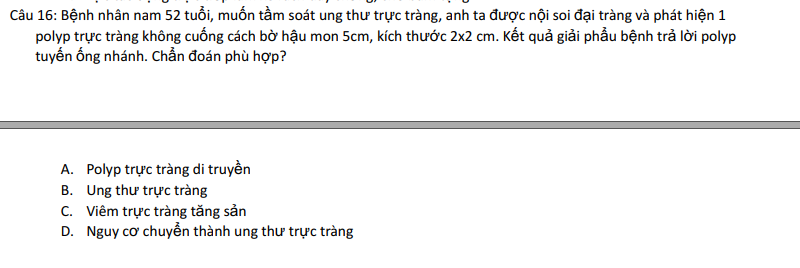 Câu 16: Bệnh nhân nam 52 tuổi, muốn tầm soát ung thư trực tràng, anh ta được nội soi đại tràng và phát hiện 1
polyp trực tràng không cuống cách bờ hậu mon 5cm, kích thước 2x2 cm. Kết quả giải phẩu bệnh trả lời polyp
tuyến ống nhánh. Chẩn đoán phù hợp?
A. Polyp trực tràng di truyền
B. Ung thư trực tràng
C. Viêm trực tràng tăng sản
D. Nguy cơ chuyển thành ung thư trực tràng